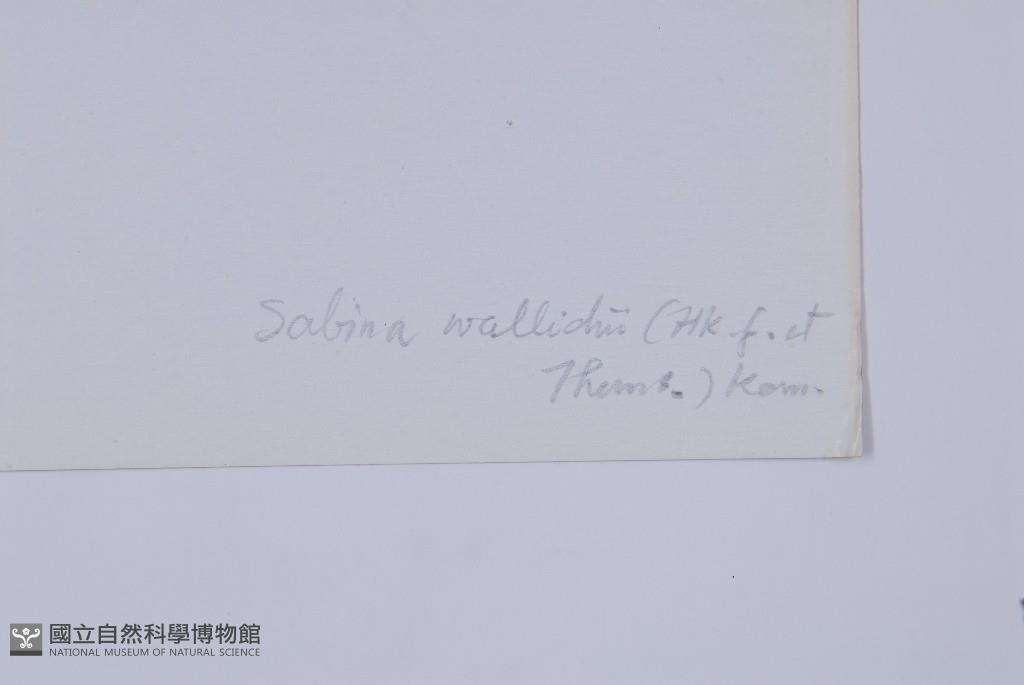 Sabina wallichii (Hk f. et
Thoms.) Kom.
國立自然科學博物館
NATIONAL MUSEUM OF NATURAL SCIENCE